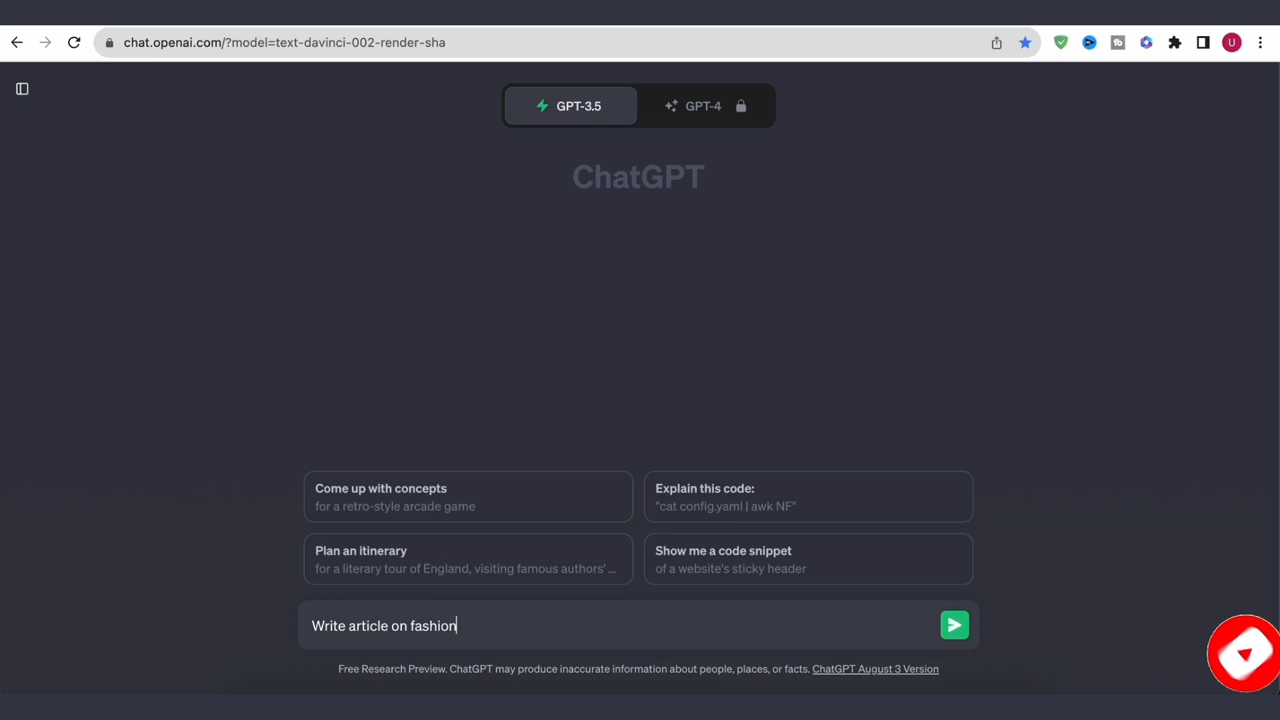 chat.openai.com/?model=text-davinci-002-render-sha
U
GPT-3.5
GPT-4
ChatGPT
Come up with concepts
for a retro-style arcade game
Explain this code:
"cat config.yaml | awk NF"
Plan an itinerary
for a literary tour of England, visiting famous authors' ...
Show me a code snippet
of a website's sticky header
Write article on fashion
Free Research Preview. ChatGPT may produce inaccurate information about people, places, or facts. ChatGPT August 3 Version